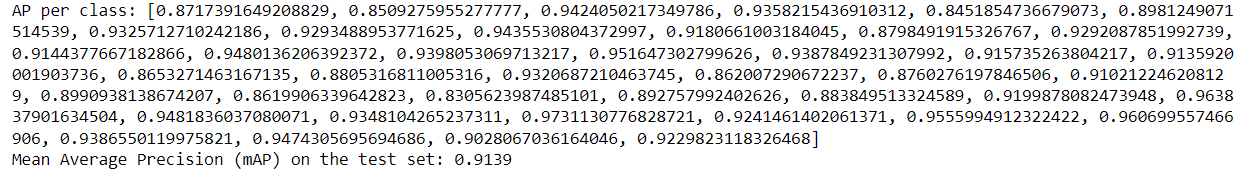 AP per class: [0.8717391649208829, 0.8509275955277777, 0.9424050217349786, 0.9358215436910312, 0.8451854736679073, 0.8981249071
514539, 0.9325712710242186, 0.9293488953771625, 0.9435530804372997, 0.9180661003184045, 0.8798491915326767, 0.9292087851992739,
0.9144377667182866, 0.9480136206392372, 0.9398053069713217, 0.951647302799626, 0.9387849231307992, 0.915735263804217, 0.9135920
001903736, 0.8653271463167135, 0.8805316811005316, 0.9320687210463745, 0.862007290672237, 0.8760276197846506, 0.91021224620812
9, 0.8990938138674207, 0.8619906339642823, 0.8305623987485101, 0.892757992402626, 0.883849513324589, 0.9199878082473948, 0.9638
37901634504, 0.9481836037080071, 0.9348104265237311, 0.9731130776828721, 0.9241461402061371, 0.9555994912322422, 0.960699557466
906, 0.9386550119975821, 0.9474305695694686, 0.9028067036164046, 0.9229823118326468]
Mean Average Precision (mAP) on the test set: 0.9139